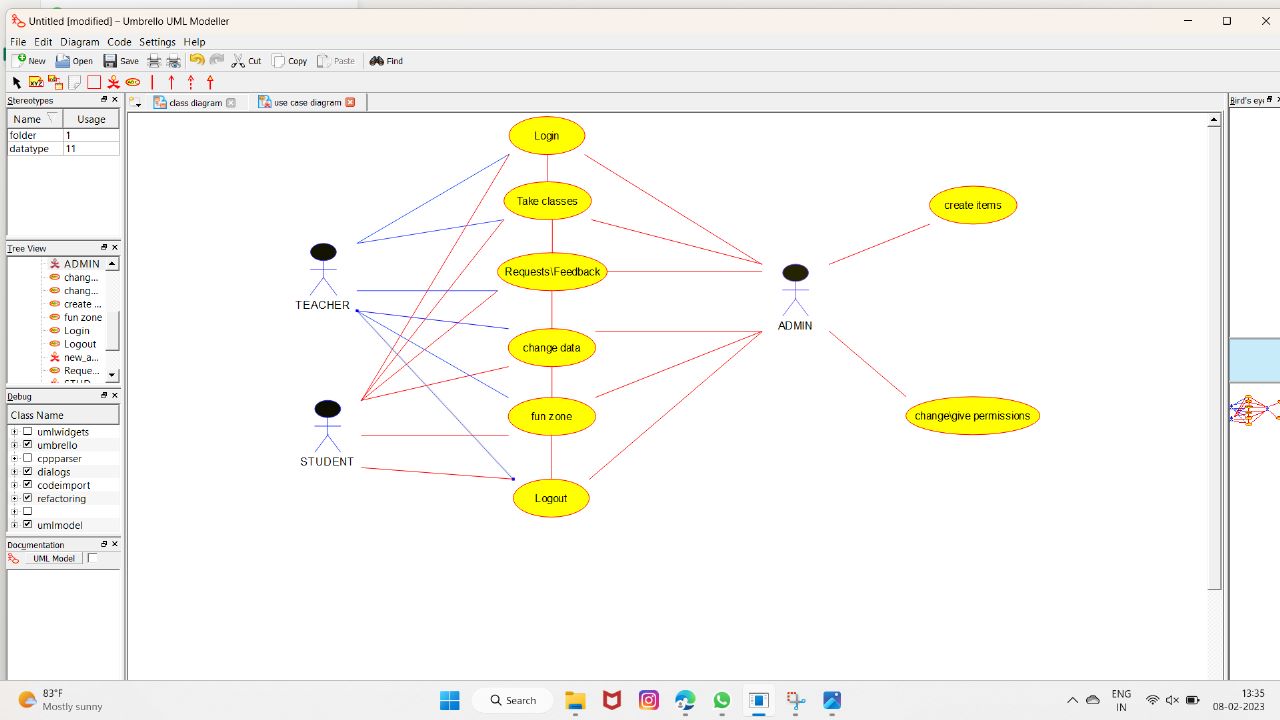 Untitled [modified] – Umbrello UML Modeller
File Edit Diagram Code Settings Help
New Open Save Cut Copy Paste Find
Stereotypes
class diagram
use case diagram
Bird's ey
Name Usage
folder 1
datatype 11
Tree View
ADMIN
chang...
chang...
create ...
fun zone
Login
Logout
new_a...
Reque...
Debug
Class Name
umlwidgets
umbrello
cppparser
dialogs
codeimport
refactoring
umlmodel
Documentation
UML Model
Login
Take classes
Requests\Feedback
change data
fun zone
Logout
TEACHER
STUDENT
ADMIN
create items
change\give permissions
83°F
Mostly sunny
Search
ENG
IN
13:35
08-02-2023